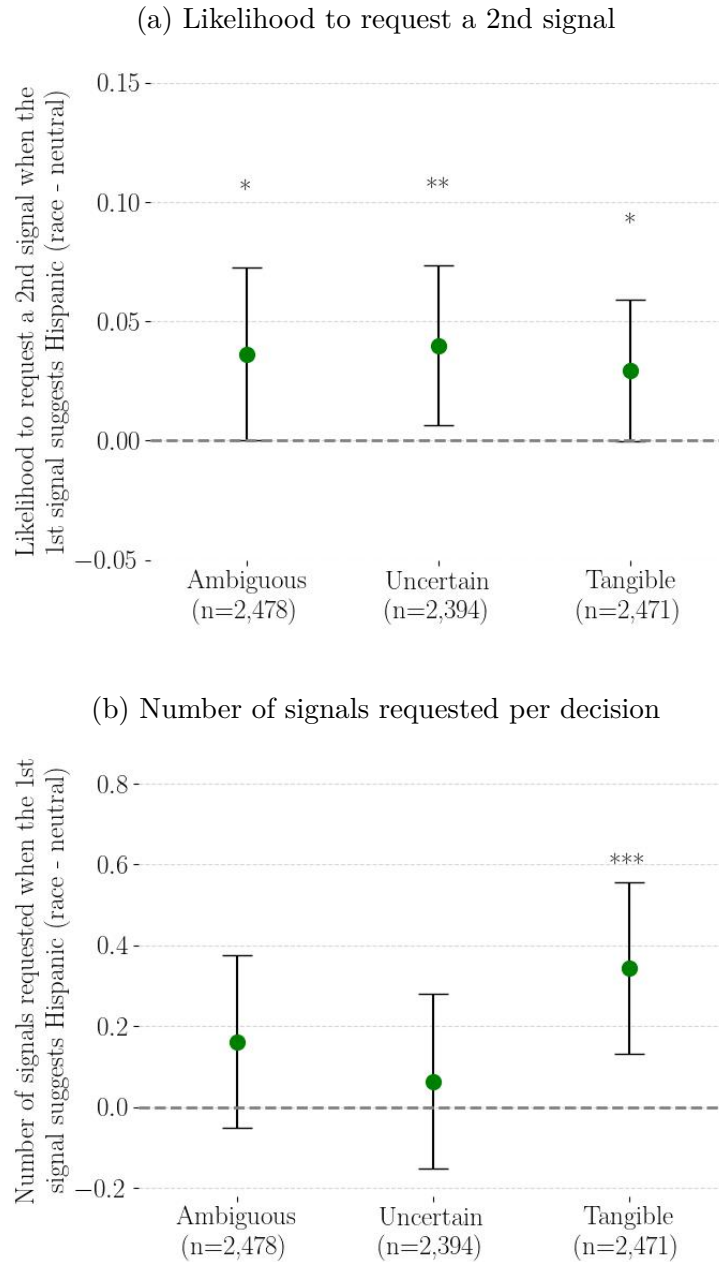 (a) Likelihood to request a 2nd signal
Likelihood to request a 2nd signal when the
1st signal suggests Hispanic (race - neutral)
0.15
0.10
0.05
0.00
−0.05
*
**
*
Ambiguous
(n=2,478)
Uncertain
(n=2,394)
Tangible
(n=2,471)
(b) Number of signals requested per decision
Number of signals requested when the 1st
signal suggests Hispanic (race - neutral)
0.8
0.6
0.4
0.2
0.0
−0.2
***
Ambiguous
(n=2,478)
Uncertain
(n=2,394)
Tangible
(n=2,471)